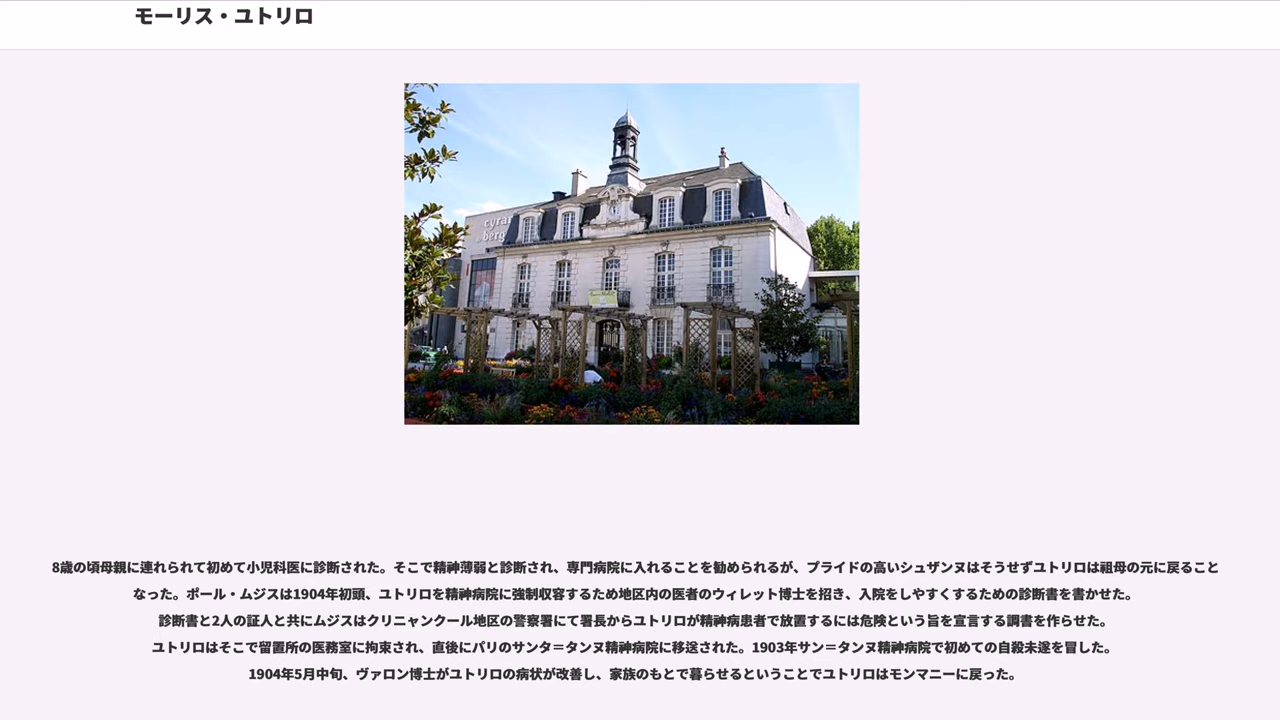 モーリス・ユトリロ
cyra
berg
8歳の頃母親に連れられて初めて小児科医に診断された。そこで精神薄弱と診断され、専門病院に入れることを勧められるが、プライドの高いシュザンヌはそうせずユトリロは祖母の元に戻ること
なった。ポール・ムジスは1904年初頭、ユトリロを精神病院に強制収容するため地区内の医者のウィレット博士を招き、入院をしやすくするための診断書を書かせた。
診断書と2人の証人と共にムジスはクリニャンクール地区の警察署にて署長からユトリロが精神病患者で放置するには危険という旨を宣言する調書を作らせた。
ユトリロはそこで留置所の医務室に拘束され、直後にパリのサンタ＝タンヌ精神病院に移送された。1903年サン＝タンヌ精神病院で初めての自殺未遂を冒した。
1904年5月中旬、ヴァロン博士がユトリロの病状が改善し、家族のもとで暮らせるということでユトリロはモンマニーに戻った。